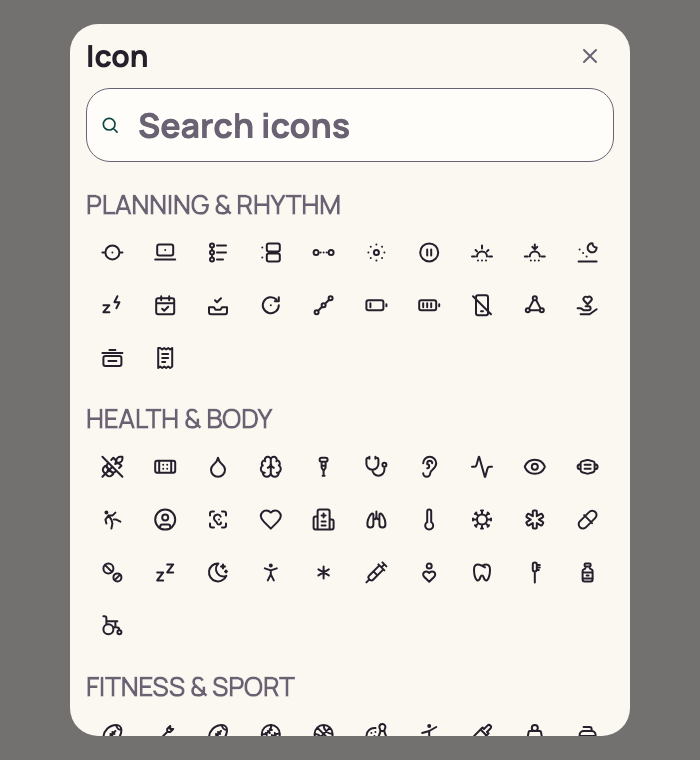 Icon
Search icons
PLANNING & RHYTHM
HEALTH & BODY
FITNESS & SPORT